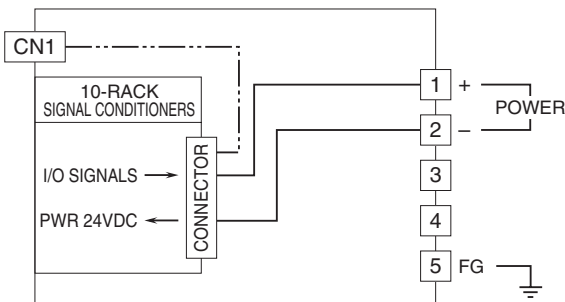 CN1
10-RACK
SIGNAL CONDITIONERS
I/O SIGNALS
PWR 24VDC
CONNECTOR
1 +
POWER
2 –
3
4
5 FG